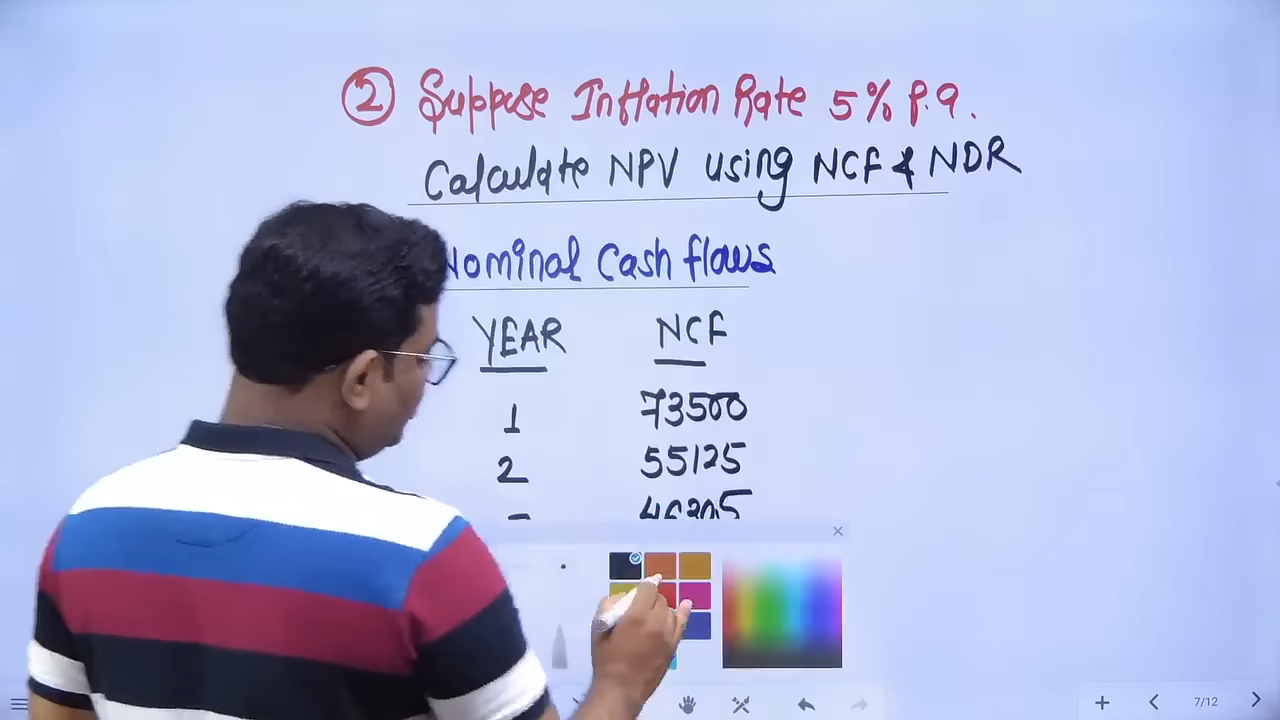 ② Suppose Inflation Rate 5% P.a.
Calculate NPV using NCF & NDR
Nominal Cash flows
YEAR NCF
1 73500
2 55125
7/12